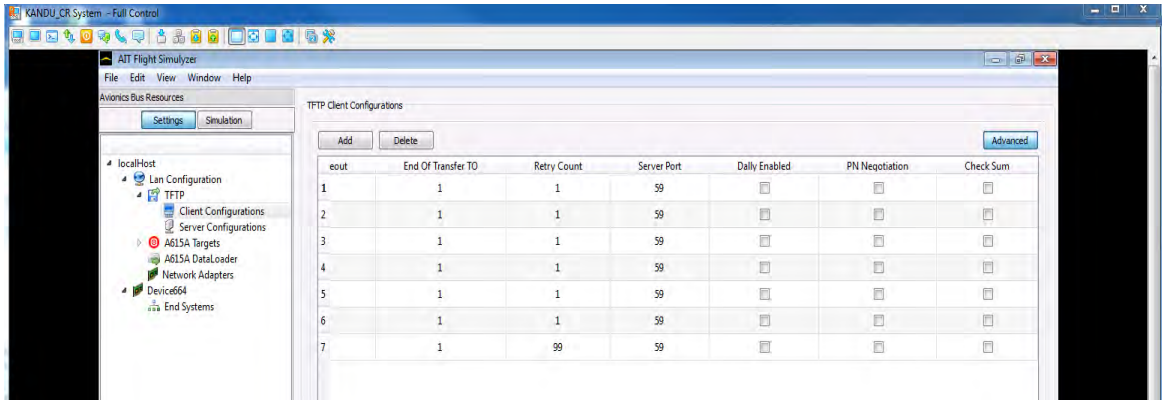 KANDU_CR System - Full Control
AIT Flight Simulyzer
File Edit View Window Help
Avionics Bus Resources
Settings Simulation
localHost
Lan Configuration
TFTP
Client Configurations
Server Configurations
A615A Targets
A615A DataLoader
Network Adapters
Device664
End Systems
TFTP Client Configurations
Add Delete Advanced
eout End Of Transfer TO Retry Count Server Port Dally Enabled PN Negotiation Check Sum
1 1 1 59
2 1 1 59
3 1 1 59
4 1 1 59
5 1 1 59
6 1 1 59
7 1 99 59